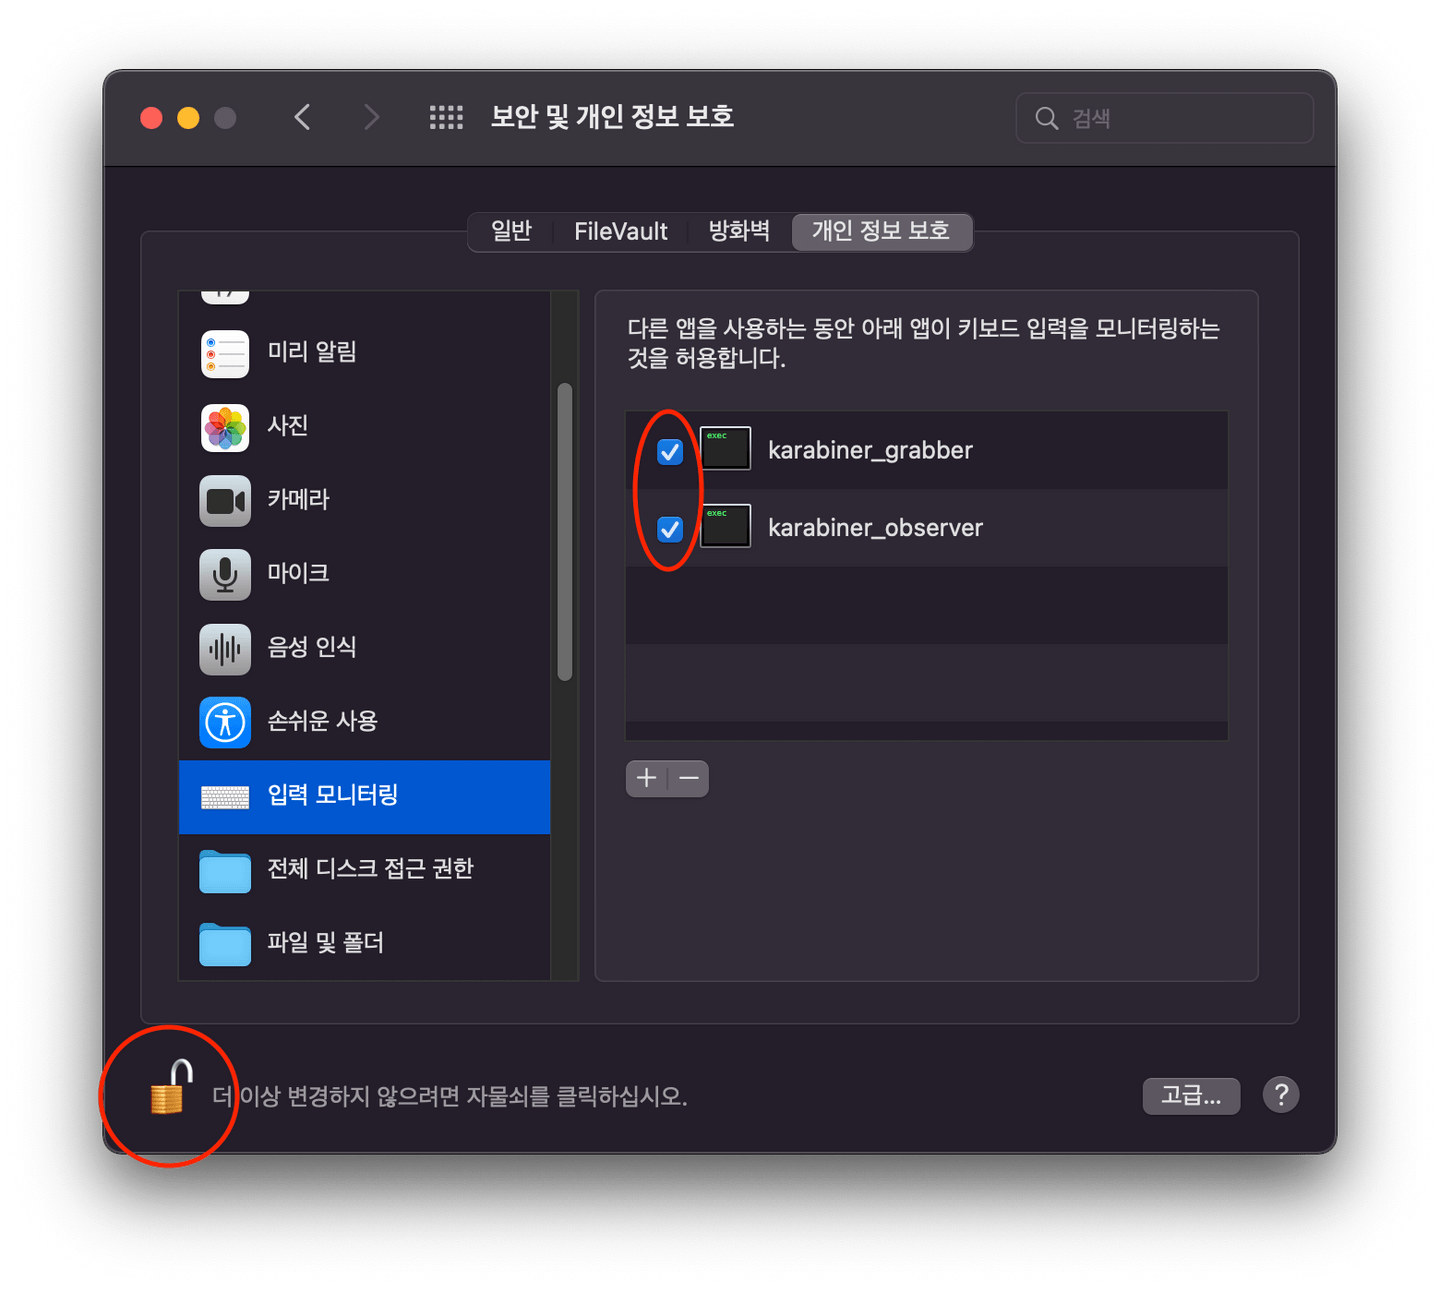 보안 및 개인 정보 보호
검색
일반
FileVault
방화벽
개인 정보 보호
미리 알림
사진
카메라
마이크
음성 인식
손쉬운 사용
입력 모니터링
전체 디스크 접근 권한
파일 및 폴더
다른 앱을 사용하는 동안 아래 앱이 키보드 입력을 모니터링하는
것을 허용합니다.
exec
karabiner_grabber
exec
karabiner_observer
더 이상 변경하지 않으려면 자물쇠를 클릭하십시오.
고급...
?